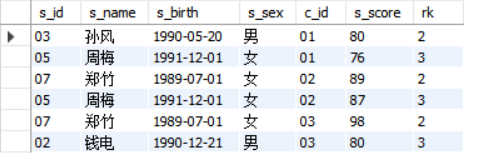 s_id s_name s_birth s_sex c_id s_score rk
03 孙风 1990-05-20 男 01 80 2
05 周梅 1991-12-01 女 01 76 3
07 郑竹 1989-07-01 女 02 89 2
05 周梅 1991-12-01 女 02 87 3
07 郑竹 1989-07-01 女 03 98 2
02 钱电 1990-12-21 男 03 80 3